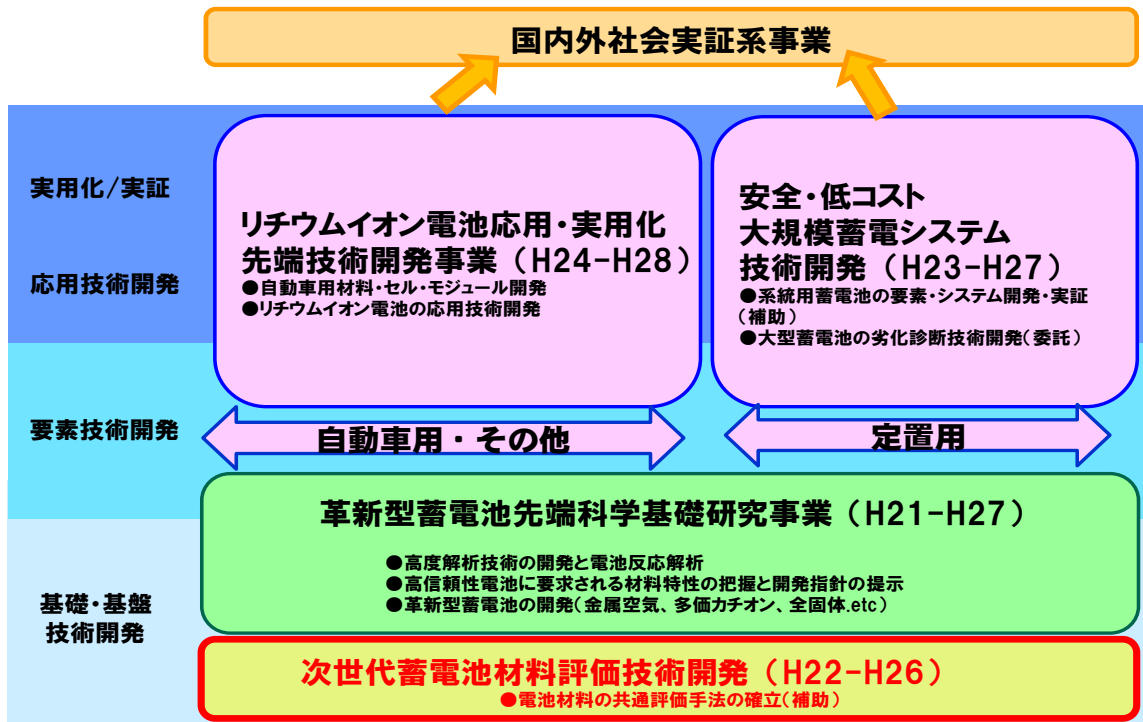 国内外社会実証系事業
実用化/実証
応用技術開発
リチウムイオン電池応用・実用化
先端技術開発事業（H24-H28）
●自動車用材料・セル・モジュール開発
●リチウムイオン電池の応用技術開発
安全・低コスト
大規模蓄電システム
技術開発（H23-H27）
●系統用蓄電池の要素・システム開発・実証
（補助）
●大型蓄電池の劣化診断技術開発（委託）
要素技術開発
自動車用・その他
定置用
革新型蓄電池先端科学基礎研究事業（H21-H27）
●高度解析技術の開発と電池反応解析
●高信頼性電池に要求される材料特性の把握と開発指針の提示
●革新型蓄電池の開発（金属空気、多価カチオン、全固体.etc）
基礎・基盤
技術開発
次世代蓄電池材料評価技術開発（H22-H26）
●電池材料の共通評価手法の確立（補助）